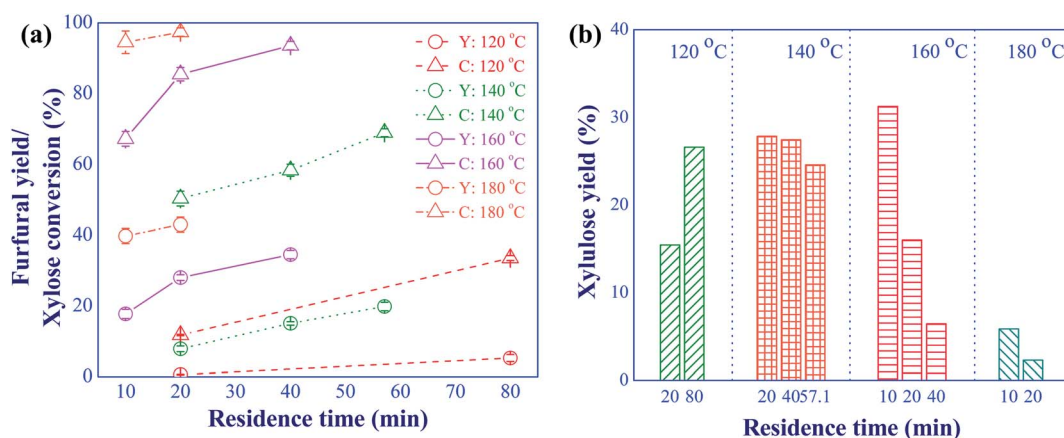 (a)
Furfural yield/
Xylose conversion (%)
100
80
60
40
20
0
Y: 120 °C
C: 120 °C
Y: 140 °C
C: 140 °C
Y: 160 °C
C: 160 °C
Y: 180 °C
C: 180 °C
10 20 30 40 50 60 70 80
Residence time (min)
(b)
Xylulose yield (%)
40
30
20
10
0
120 °C 140 °C 160 °C 180 °C
20 80 20 40 57.1 10 20 40 10 20
Residence time (min)